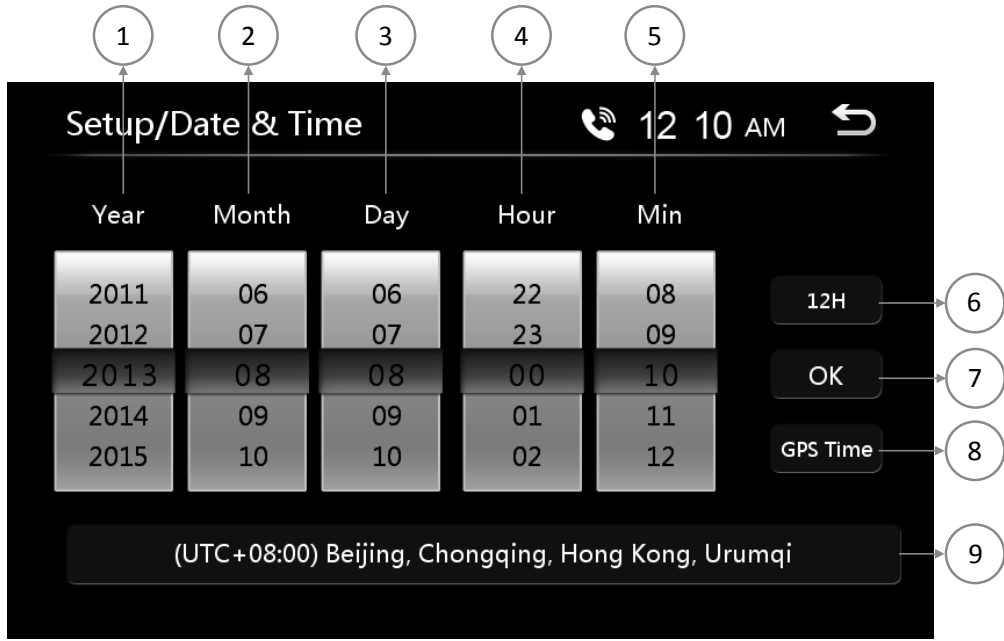 1 2 3 4 5
Setup/Date & Time 12 10 AM
Year Month Day Hour Min
2011 06 06 22 08
2012 07 07 23 09
12H 6
2013 08 08 00 10
OK 7
2014 09 09 01 11
2015 10 10 02 12
GPS Time 8
(UTC+08:00) Beijing, Chongqing, Hong Kong, Urumqi 9